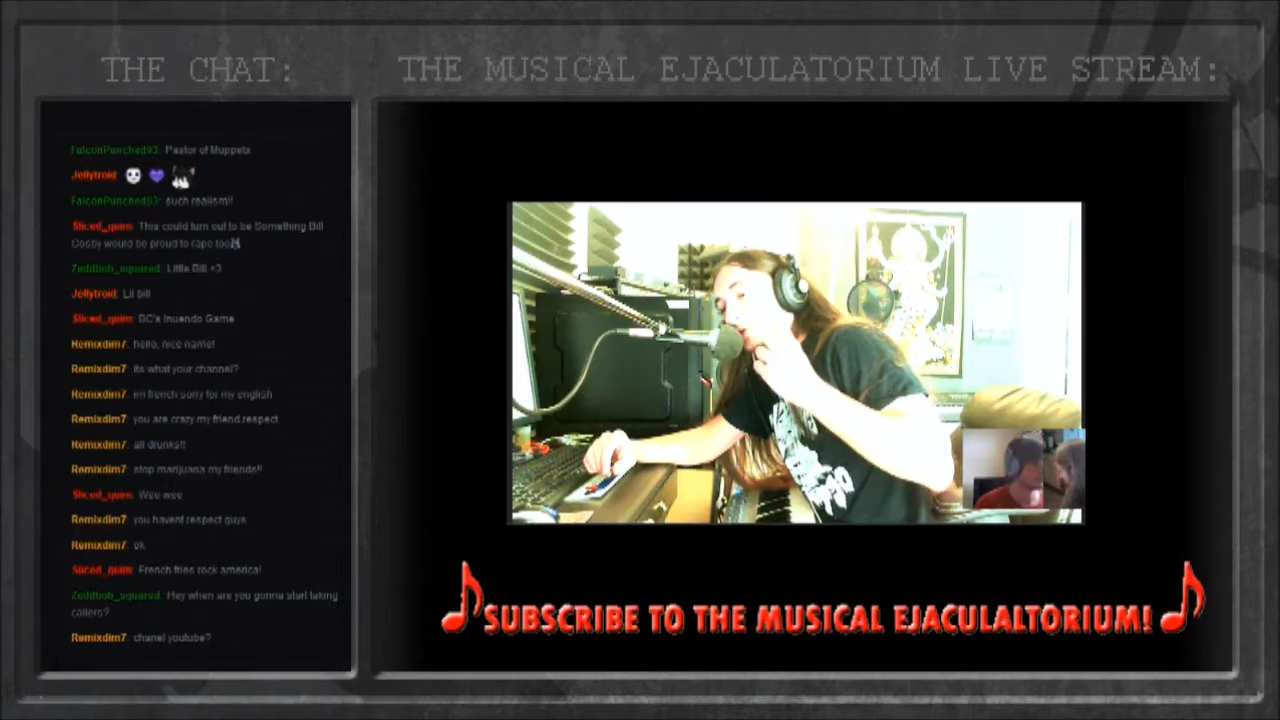 THE CHAT:
THE MUSICAL EJACULATORIUM LIVE STREAM:
FalconPunched93: Pastor of Muppets
Jellytroid:
FalconPunched93: such realism!!
Sliced_quim: This could turn out to be Something Bill
Cosby would be proud to rape too
Zeddbob_squared: Little Bill <3
Jellytroid: Lil bill
Sliced_quim: BC's Inuendo Game
Remixdim7: hello, nice name!
Remixdim7: its what your channel?
Remixdim7: im french sorry for my english
Remixdim7: you are crazy my friend,respect
Remixdim7: all drunks!!
Remixdim7: stop marijuana my friends!!
Sliced_quim: Wee wee
Remixdim7: you havent respect guys
Remixdim7: ok
Sliced_quim: French fries rock america!
Zeddbob_squared: Hey when are you gonna start taking
callers?
Remixdim7: chanel youtube?
SUBSCRIBE TO THE MUSICAL EJACULALTORIUM!